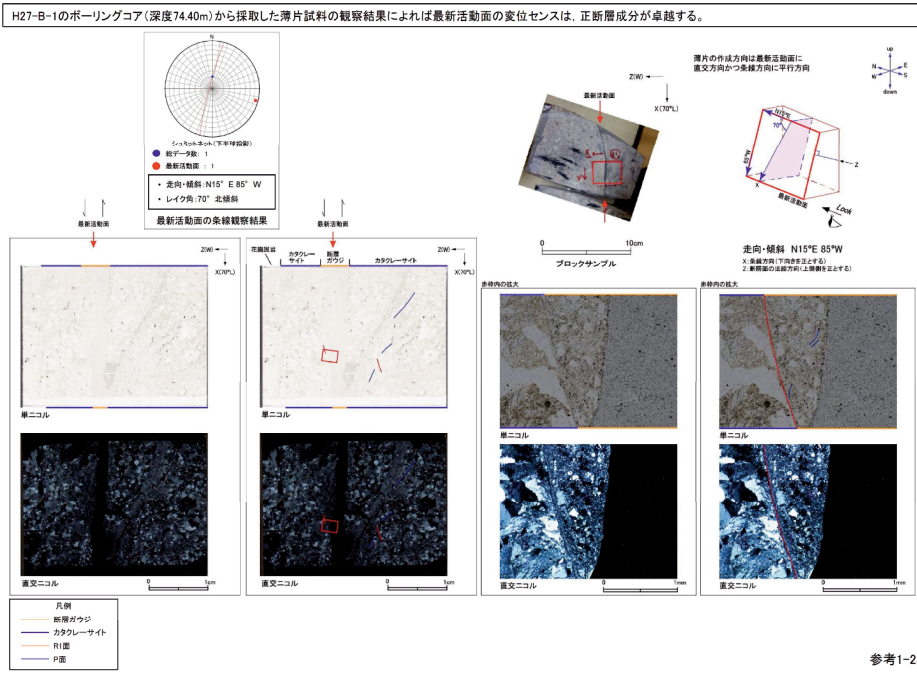 H27-B-1のボーリングコア(深度74.40m)から採取した薄片試料の観察結果によれば最新活動面の変位センスは,正断層成分が卓越する。
N
シュミットネット(下半球投影)
総データ数: 1
最新活動面 : 1
・ 走向・傾斜:N15° E 85° W
・ レイク角:70° 北傾斜
最新活動面の条線観察結果
Z(W)
X(70°L)
最新活動面
0 10cm
ブロックサンプル
薄片の作成方向は最新活動面に
直交方向かつ条線方向に平行方向
up
N E
W S
down
N15°E
70°
85°W
X
Z
最新活動面
Look
走向・傾斜 N15°E 85°W
X:条線方向(下向きを正とする)
Z:断層面の法線方向(上盤側を正とする)
最新活動面
Z(W)
X(70°L)
単ニコル
直交ニコル
0 1cm
最新活動面
花崗斑岩
カタクレーサイト
断層ガウジ
カタクレーサイト
Z(W)
X(70°L)
単ニコル
直交ニコル
0 1cm
赤枠内の拡大
単ニコル
直交ニコル
0 1mm
赤枠内の拡大
単ニコル
直交ニコル
0 1mm
凡例
断層ガウジ
カタクレーサイト
R1面
P面
参考1-2